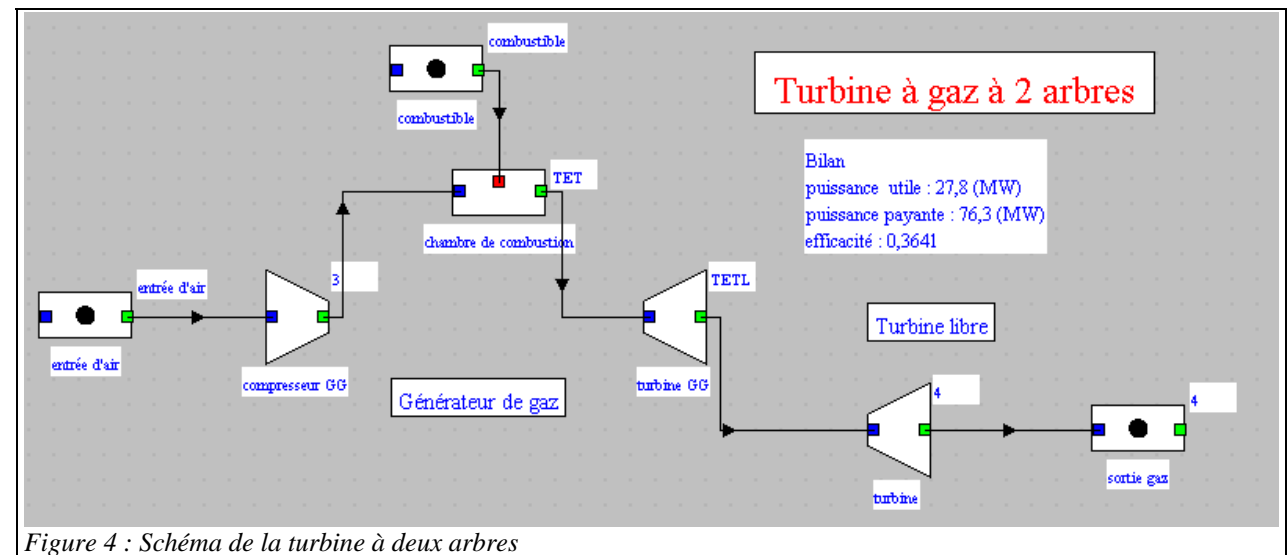 combustible
combustible
Turbine à gaz à 2 arbres
Bilan
puissance utile : 27,8 (MW)
puissance payante : 76,3 (MW)
efficacité : 0,3641
TET
chambre de combustion
entrée d'air
3
entrée d'air
compresseur GG
Générateur de gaz
TETL
turbine GG
Turbine libre
4
turbine
4
sortie gaz
Figure 4 : Schéma de la turbine à deux arbres